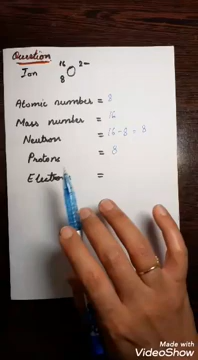 Question
16 2-
Ion O
8
Atomic number = 8
Mass number = 16
Neutron = 16-8 = 8
Protons = 8
Electron =
Made with
VideoShow